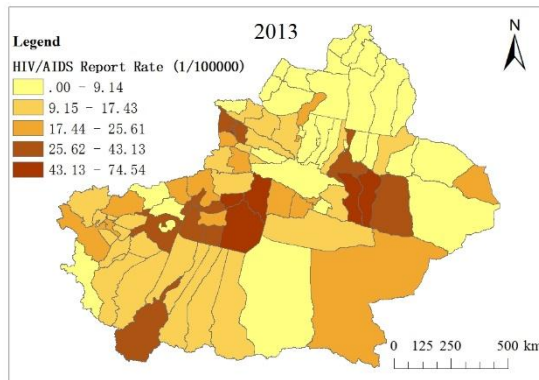 2013
N
Legend
HIV/AIDS Report Rate (1/100000)
.00 - 9.14
9.15 - 17.43
17.44 - 25.61
25.62 - 43.13
43.13 - 74.54
0 125 250 500 km